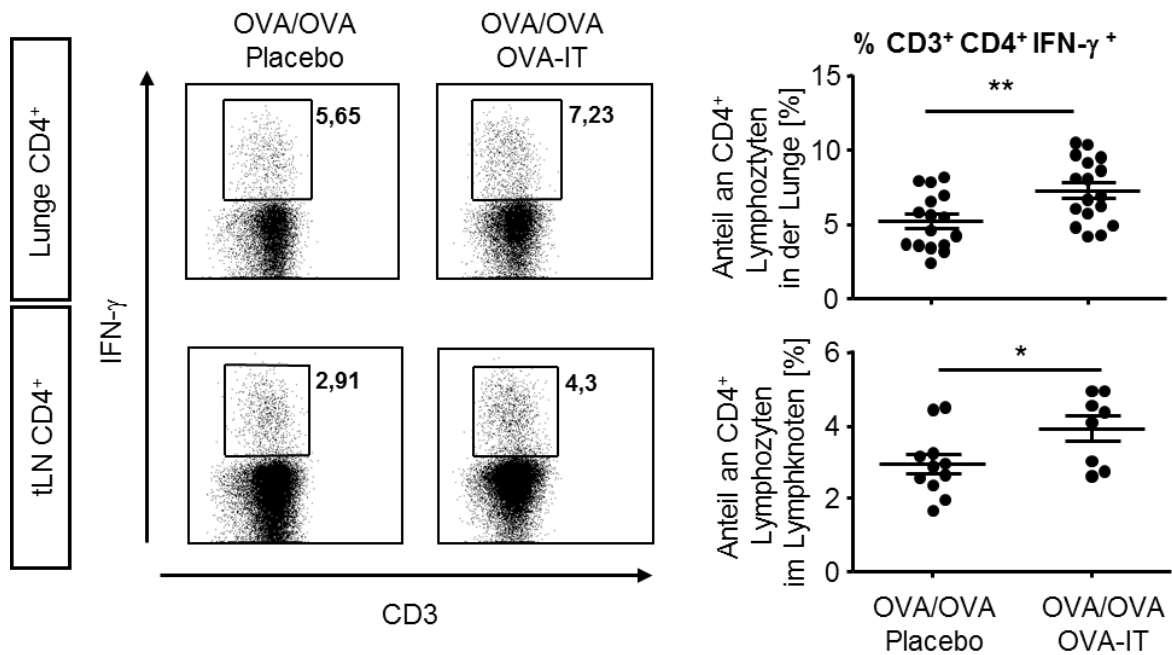 OVA/OVA
Placebo
OVA/OVA
OVA-IT
% CD3⁺ CD4⁺ IFN-γ ⁺
Lunge CD4⁺
tLN CD4⁺
IFN-γ
5,65
7,23
2,91
4,3
CD3
Anteil an CD4⁺
Lymphoztyten
in der Lunge [%]
15
10
5
0
**
Anteil an CD4⁺
Lymphozyten
im Lymphknoten [%]
6
4
2
0
*
OVA/OVA
Placebo
OVA/OVA
OVA-IT